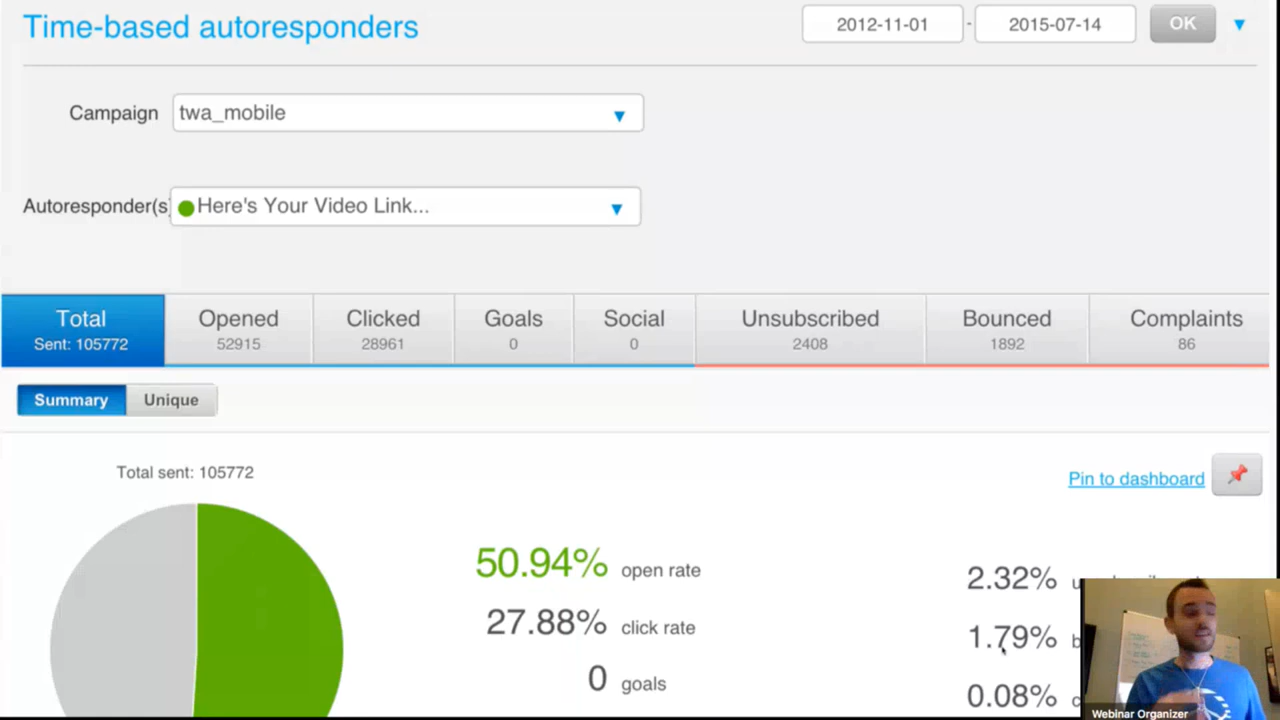 Time-based autoresponders
2012-11-01 - 2015-07-14 OK
Campaign twa_mobile
Autoresponder(s) Here's Your Video Link...
Total Opened Clicked Goals Social Unsubscribed Bounced Complaints
Sent: 105772 52915 28961 0 0 2408 1892 86
Summary Unique
Total sent: 105772
Pin to dashboard
50.94% open rate
27.88% click rate
0 goals
2.32%
1.79%
0.08%
Webinar Organizer